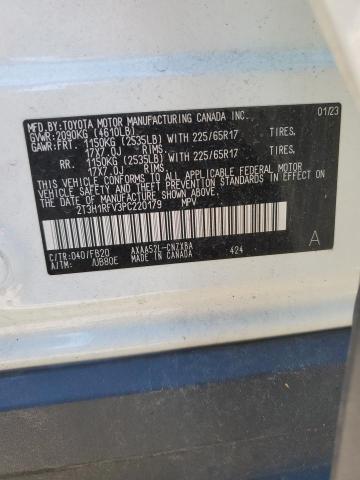 MFD. BY:TOYOTA MOTOR MANUFACTURING CANADA INC. 01/23
GVWR: 2090KG (4610LB)
GAWR:FRT. 1150KG (2535LB) WITH 225/65R17 TIRES,
17X7.0J RIMS.
RR. 1150KG (2535LB) WITH 225/65R17 TIRES,
17X7.0J RIMS.
THIS VEHICLE CONFORMS TO ALL APPLICABLE FEDERAL MOTOR
VEHICLE SAFETY AND THEFT PREVENTION STANDARDS IN EFFECT ON
THE DATE OF MANUFACTURE SHOWN ABOVE.
2T3H1RFV3PC220179 MPV
C/TR:040/FB20 AXAA52L-CNZXBA A
A/TM: /UB80E MADE IN CANADA 424